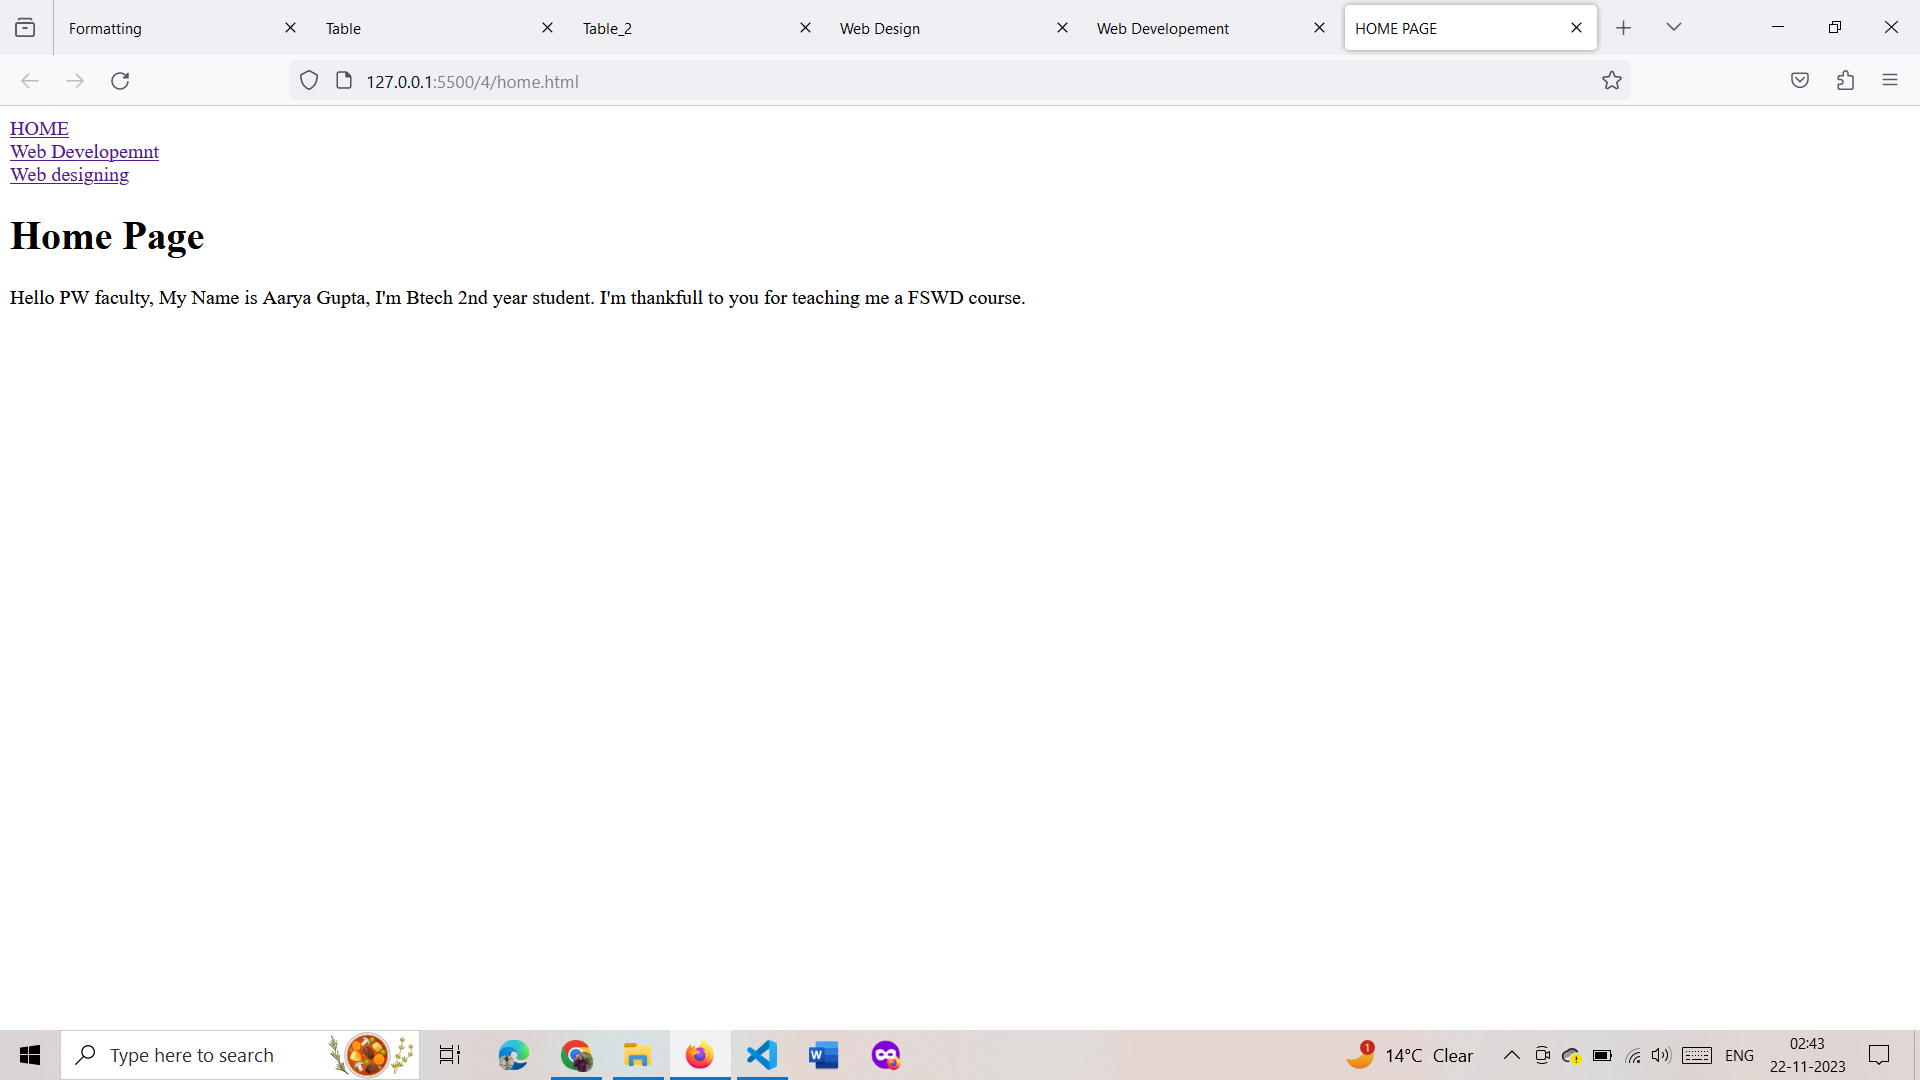 Formatting
Table
Table_2
Web Design
Web Developement
HOME PAGE
127.0.0.1:5500/4/home.html
HOME
Web Developemnt
Web designing
Home Page
Hello PW faculty, My Name is Aarya Gupta, I'm Btech 2nd year student. I'm thankfull to you for teaching me a FSWD course.
Type here to search
W
1
14°C Clear
ENG
02:43
22-11-2023